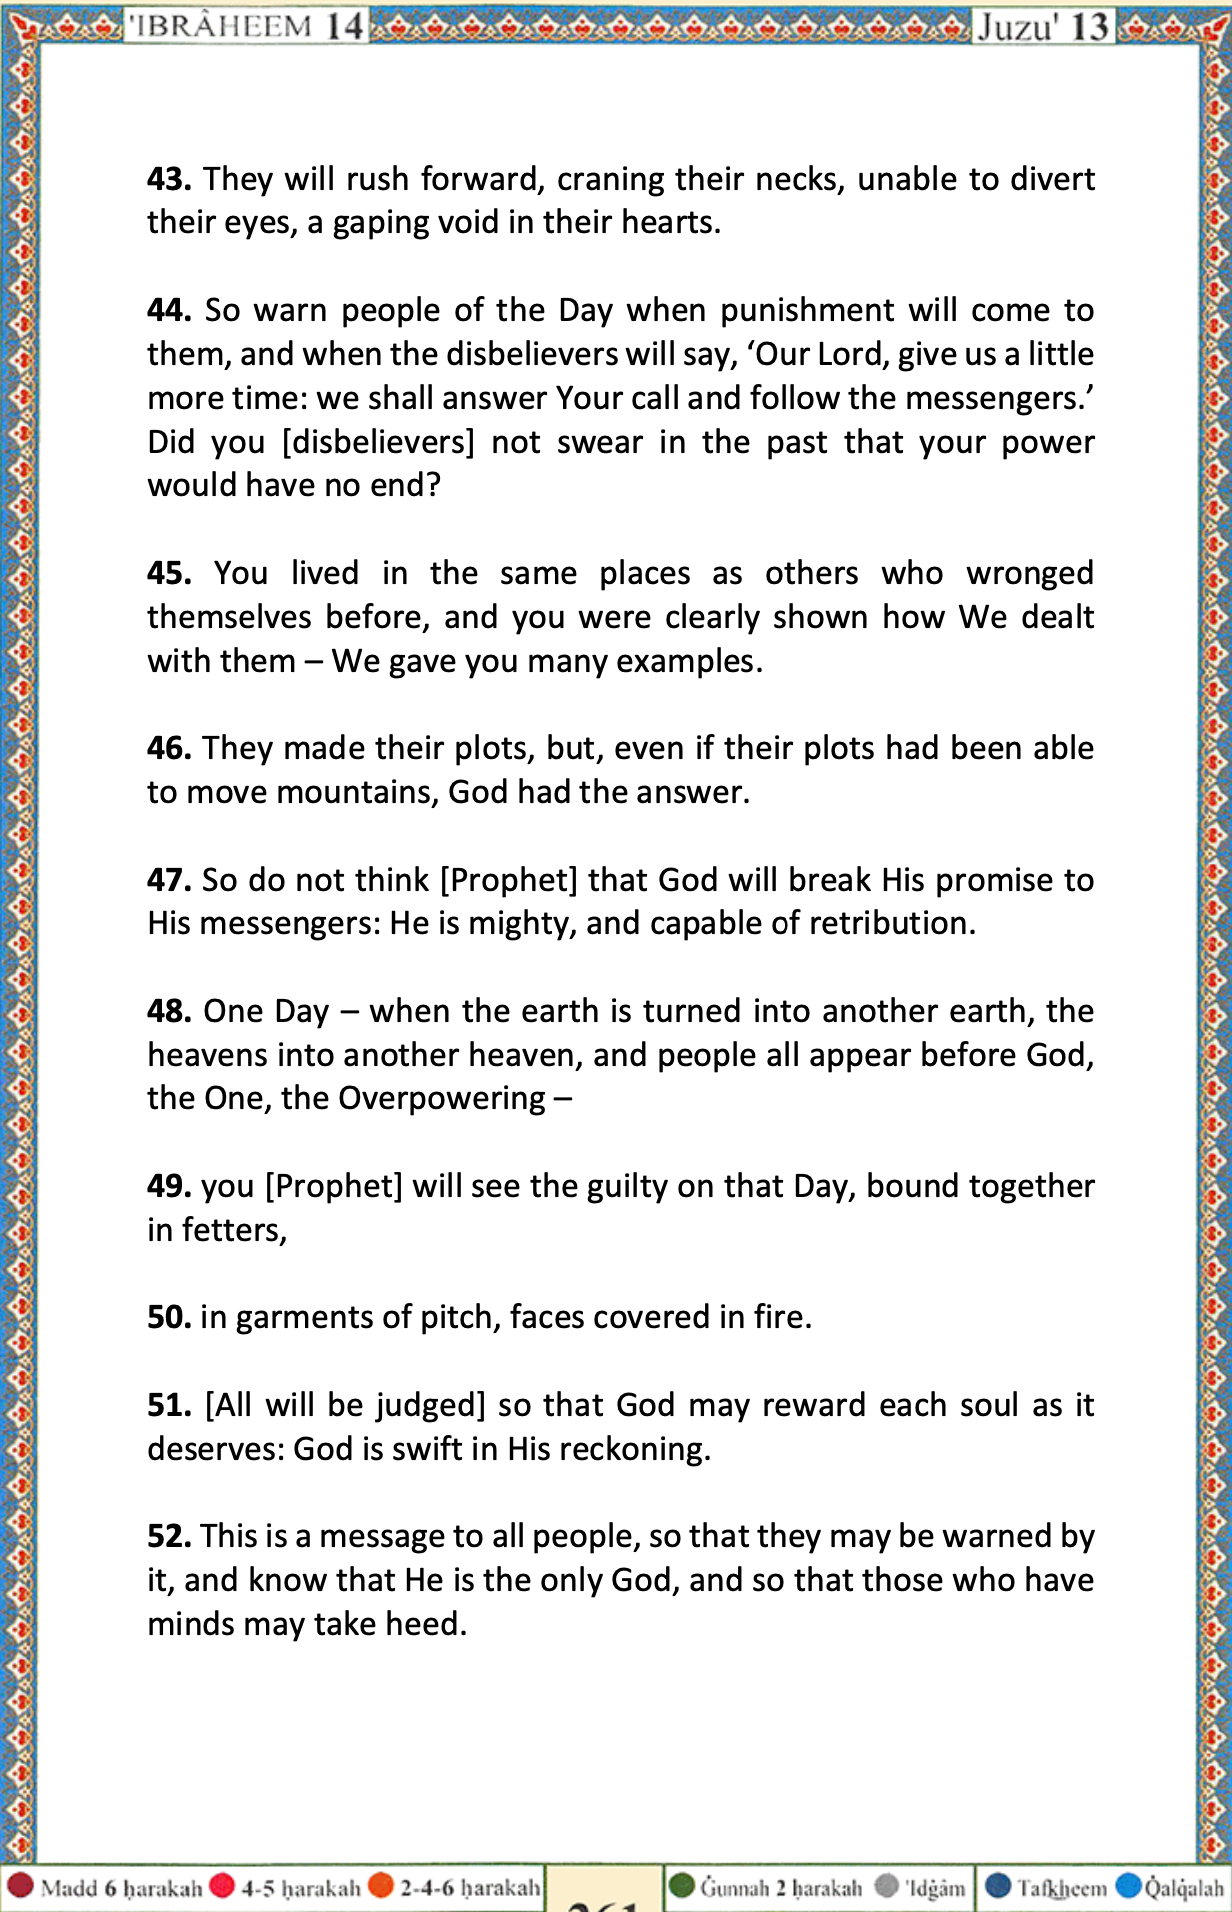 'IBRÂHEEM 14
Juzu' 13
43. They will rush forward, craning their necks, unable to divert
their eyes, a gaping void in their hearts.
44. So warn people of the Day when punishment will come to
them, and when the disbelievers will say, ‘Our Lord, give us a little
more time: we shall answer Your call and follow the messengers.’
Did you [disbelievers] not swear in the past that your power
would have no end?
45. You lived in the same places as others who wronged
themselves before, and you were clearly shown how We dealt
with them – We gave you many examples.
46. They made their plots, but, even if their plots had been able
to move mountains, God had the answer.
47. So do not think [Prophet] that God will break His promise to
His messengers: He is mighty, and capable of retribution.
48. One Day – when the earth is turned into another earth, the
heavens into another heaven, and people all appear before God,
the One, the Overpowering –
49. you [Prophet] will see the guilty on that Day, bound together
in fetters,
50. in garments of pitch, faces covered in fire.
51. [All will be judged] so that God may reward each soul as it
deserves: God is swift in His reckoning.
52. This is a message to all people, so that they may be warned by
it, and know that He is the only God, and so that those who have
minds may take heed.
Madd 6 ḥarakah 4-5 ḥarakah 2-4-6 ḥarakah
Ġunnah 2 ḥarakah 'Idġâm
Tafkheem Q̇alq̇alah